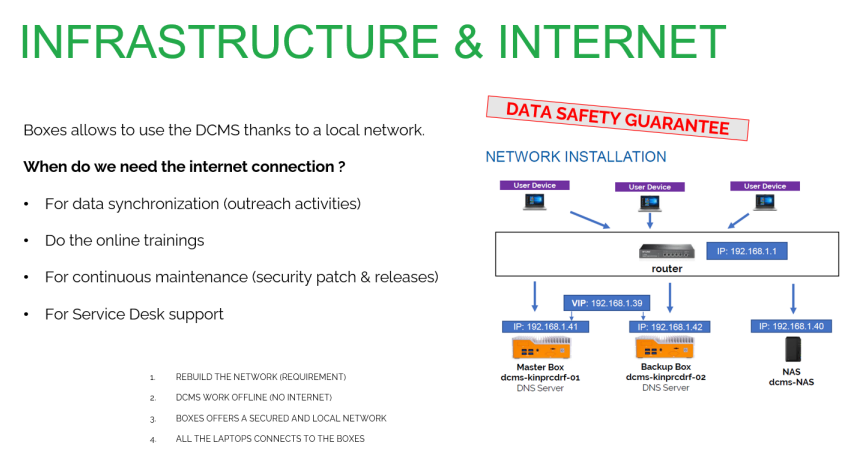 INFRASTRUCTURE & INTERNET
Boxes allows to use the DCMS thanks to a local network.
When do we need the internet connection ?
• For data synchronization (outreach activities)
• Do the online trainings
• For continuous maintenance (security patch & releases)
• For Service Desk support
1. REBUILD THE NETWORK (REQUIREMENT)
2. DCMS WORK OFFLINE (NO INTERNET)
3. BOXES OFFERS A SECURED AND LOCAL NETWORK
4. ALL THE LAPTOPS CONNECTS TO THE BOXES
DATA SAFETY GUARANTEE
NETWORK INSTALLATION
User Device
User Device
User Device
router
IP: 192.168.1.1
VIP: 192.168.1.39
IP: 192.168.1.41
IP: 192.168.1.42
IP: 192.168.1.40
Master Box
dcms-kinprcdrf-01
DNS Server
Backup Box
dcms-kinprcdrf-02
DNS Server
NAS
dcms-NAS